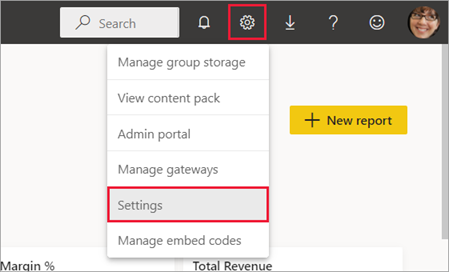 Search
Manage group storage
View content pack
Admin portal
+ New report
Manage gateways
Settings
Manage embed codes
Margin %
Total Revenue